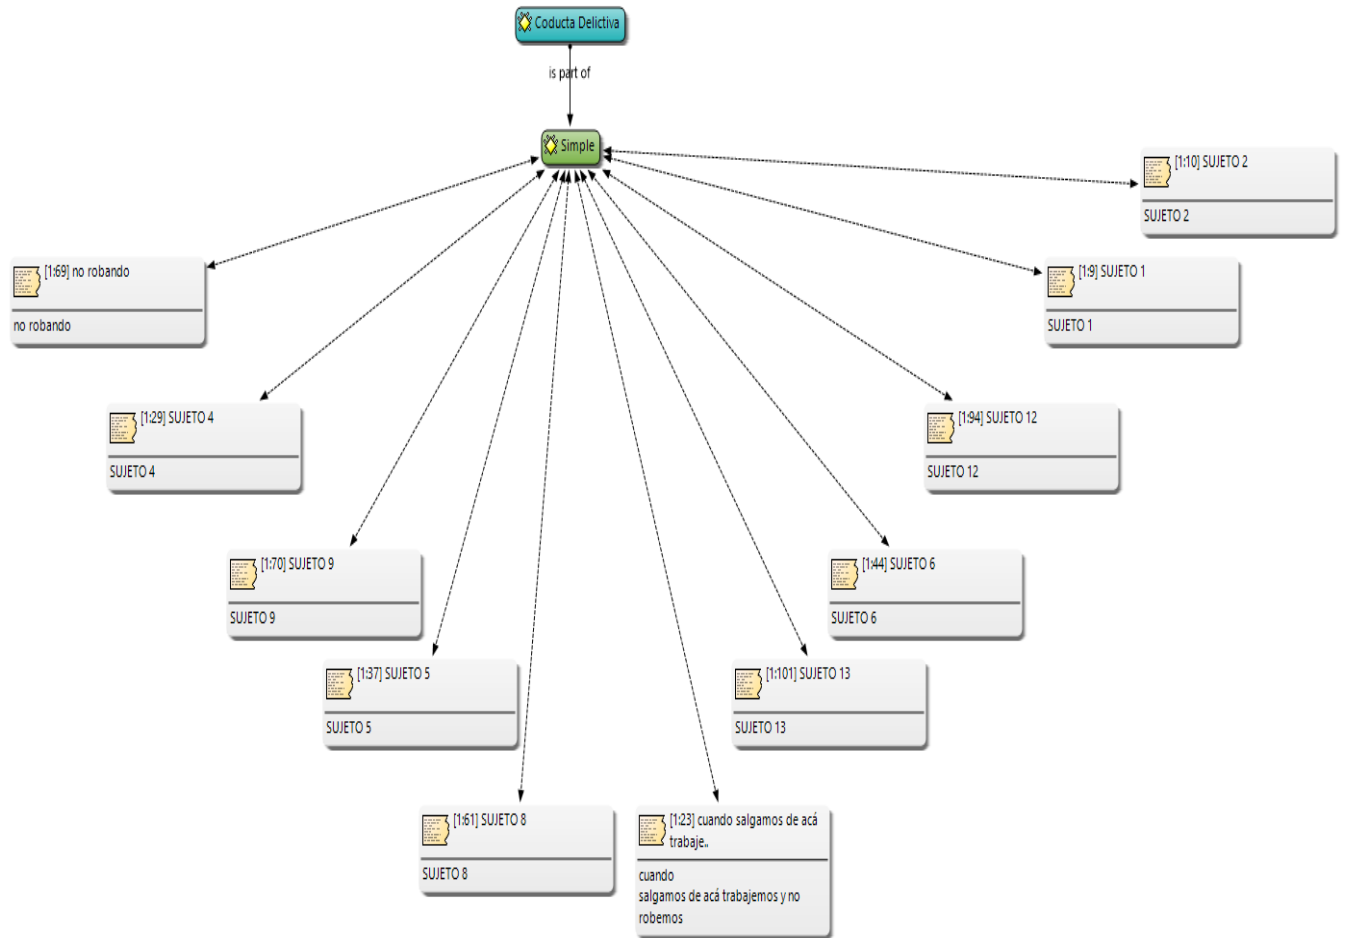 Coducta Delictiva
is part of
Simple
[1:10] SUJETO 2
SUJETO 2
[1:9] SUJETO 1
SUJETO 1
[1:69] no robando
no robando
[1:29] SUJETO 4
SUJETO 4
[1:94] SUJETO 12
SUJETO 12
[1:70] SUJETO 9
SUJETO 9
[1:44] SUJETO 6
SUJETO 6
[1:37] SUJETO 5
SUJETO 5
[1:101] SUJETO 13
SUJETO 13
[1:61] SUJETO 8
SUJETO 8
[1:23] cuando salgamos de acá
trabaje..
cuando
salgamos de acá trabajemos y no
robemos